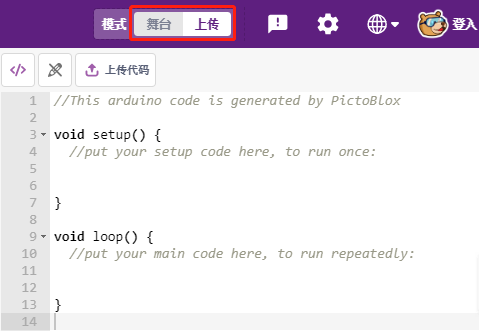 模式 舞台 上传 登入
</> 上传代码
1 //This arduino code is generated by PictoBlox
2
3 void setup() {
4 //put your setup code here, to run once:
5
6
7 }
8
9 void loop() {
10 //put your main code here, to run repeatedly:
11
12
13 }
14